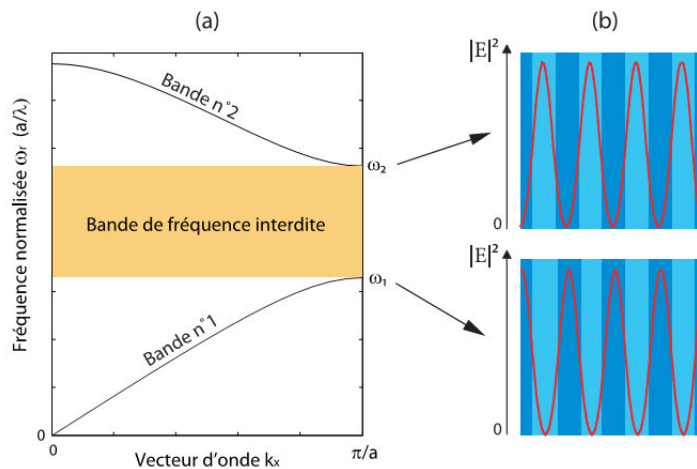 (a)
(b)
Fréquence normalisée ωr (a/λ)
Bande n°2
ω₂
Bande de fréquence interdite
ω₁
Bande n°1
0
0
π/a
Vecteur d'onde kx
|E|²
0
|E|²
0